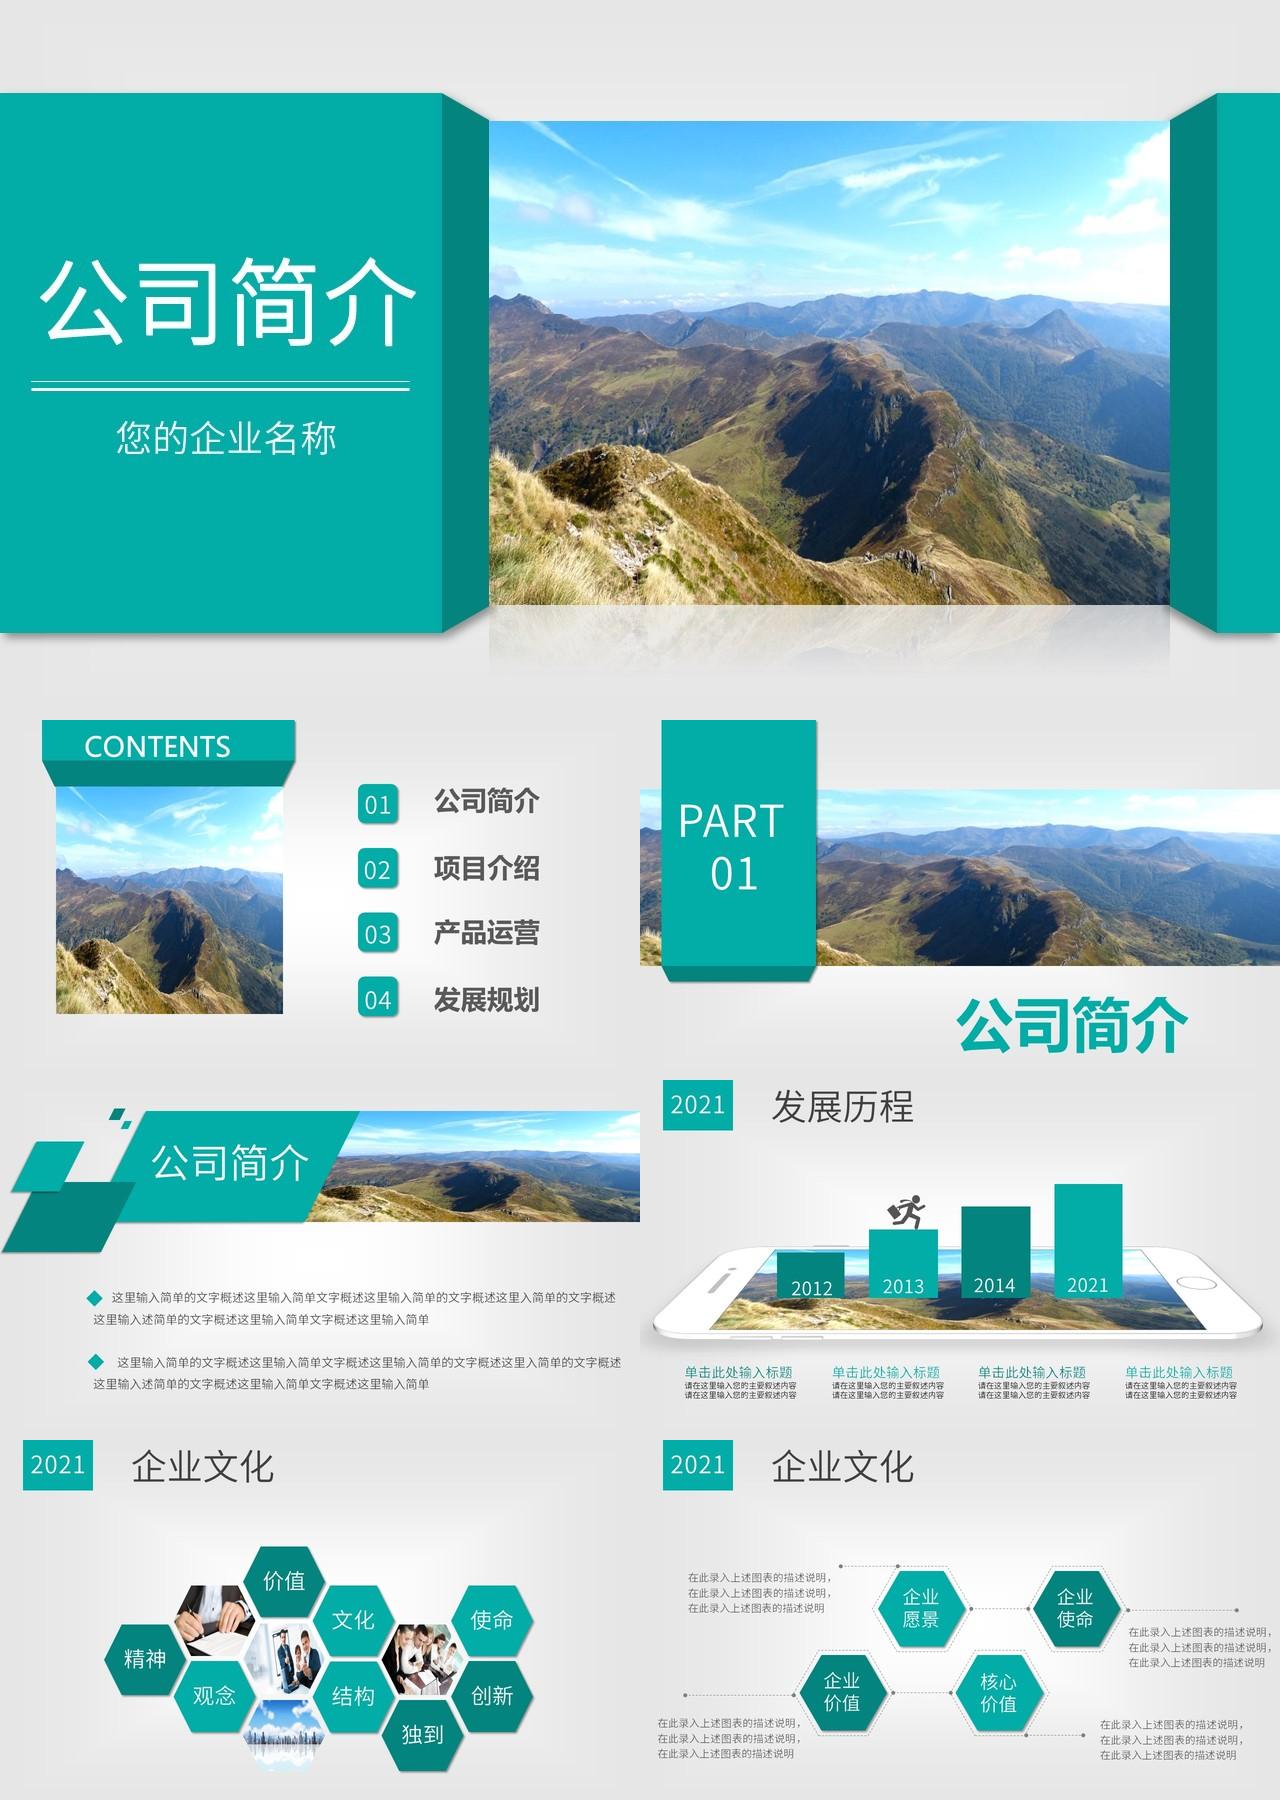 公司简介
您的企业名称
CONTENTS
01 公司简介
02 项目介绍
03 产品运营
04 发展规划
PART
01
公司简介
公司简介
这里输入简单的文字概述这里输入简单文字概述这里输入简单的文字概述这里入简单的文字概述
这里输入述简单的文字概述这里输入简单文字概述这里输入简单
这里输入简单的文字概述这里输入简单文字概述这里输入简单的文字概述这里入简单的文字概述
这里输入述简单的文字概述这里输入简单文字概述这里输入简单
2021 发展历程
2012 2013 2014 2021
单击此处输入标题 单击此处输入标题 单击此处输入标题 单击此处输入标题
请在这里输入您的主要叙述内容 请在这里输入您的主要叙述内容 请在这里输入您的主要叙述内容 请在这里输入您的主要叙述内容
请在这里输入您的主要叙述内容 请在这里输入您的主要叙述内容 请在这里输入您的主要叙述内容 请在这里输入您的主要叙述内容
2021 企业文化
价值
文化
使命
精神
观念
结构
创新
独到
2021 企业文化
在此录入上述图表的描述说明，
在此录入上述图表的描述说明，
在此录入上述图表的描述说明
企业
愿景
企业
使命
在此录入上述图表的描述说明，
在此录入上述图表的描述说明，
在此录入上述图表的描述说明
企业
价值
核心
价值
在此录入上述图表的描述说明，
在此录入上述图表的描述说明，
在此录入上述图表的描述说明
在此录入上述图表的描述说明，
在此录入上述图表的描述说明，
在此录入上述图表的描述说明